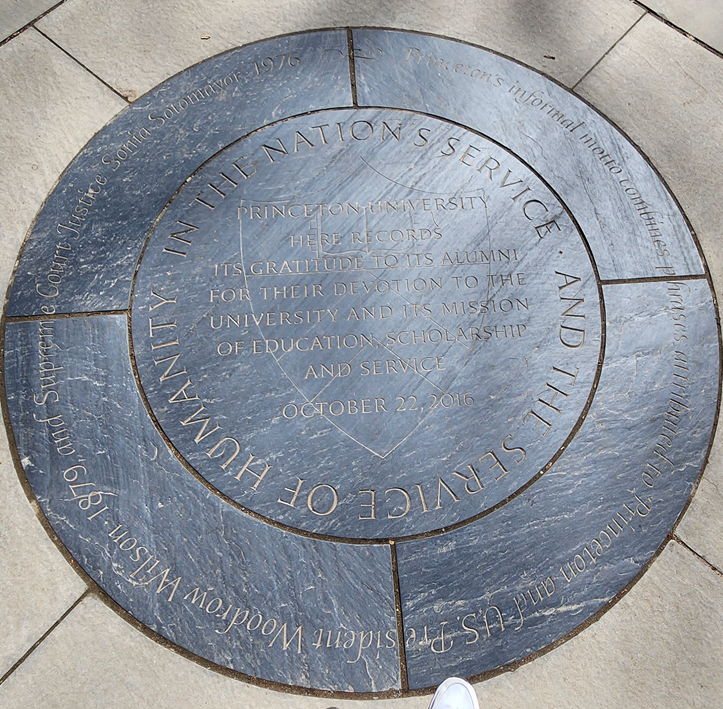 Princeton's informal motto combines phrases attributed to Princeton and U.S. President Woodrow Wilson, 1879, and Supreme Court Justice Sonia Sotomayor, 1976
IN THE NATION'S SERVICE · AND THE SERVICE OF HUMANITY ·
PRINCETON UNIVERSITY
HERE RECORDS
ITS GRATITUDE TO ITS ALUMNI
FOR THEIR DEVOTION TO THE
UNIVERSITY AND ITS MISSION
OF EDUCATION, SCHOLARSHIP
AND SERVICE
OCTOBER 22, 2016